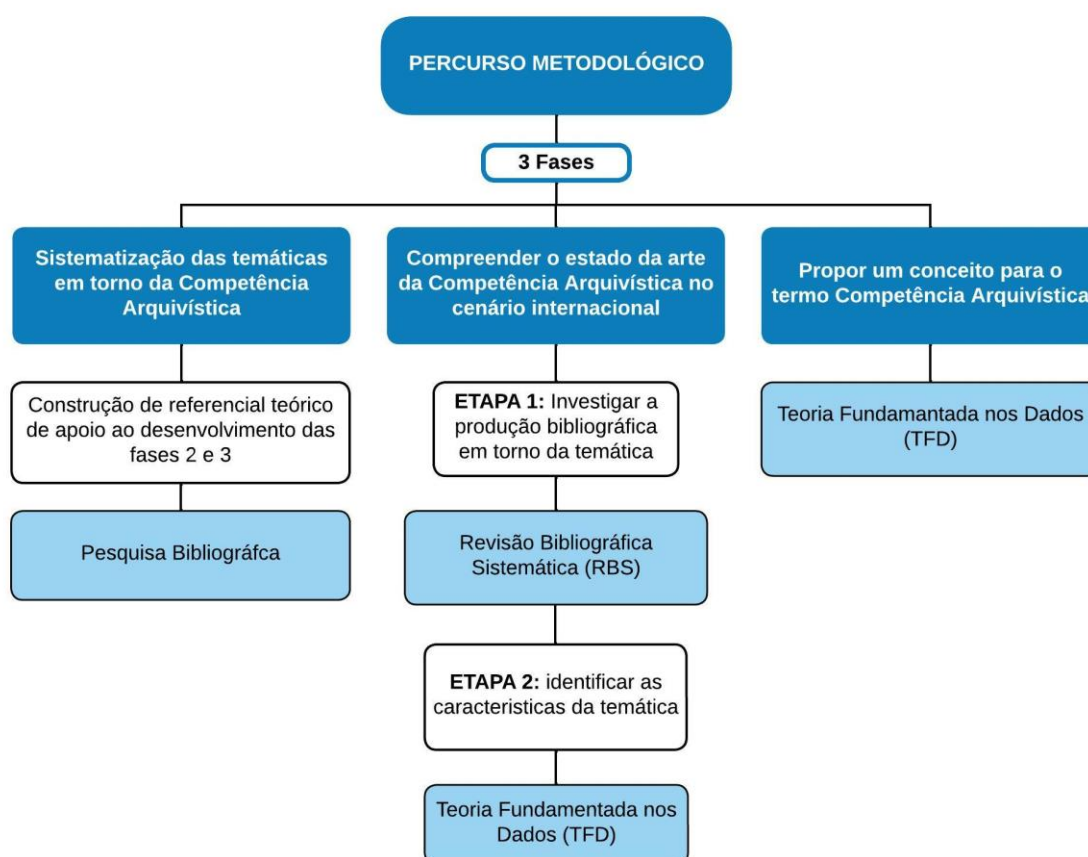 PERCURSO METODOLÓGICO
3 Fases
Sistematização das temáticas
em torno da Competência
Arquivística
Construção de referencial teórico
de apoio ao desenvolvimento das
fases 2 e 3
Pesquisa Bibliográfca
Compreender o estado da arte
da Competência Arquivística no
cenário internacional
ETAPA 1: Investigar a
produção bibliográfica
em torno da temática
Revisão Bibliográfica
Sistemática (RBS)
ETAPA 2: identificar as
caracteristicas da temática
Teoria Fundamentada nos
Dados (TFD)
Propor um conceito para o
termo Competência Arquivística
Teoria Fundamantada nos Dados
(TFD)